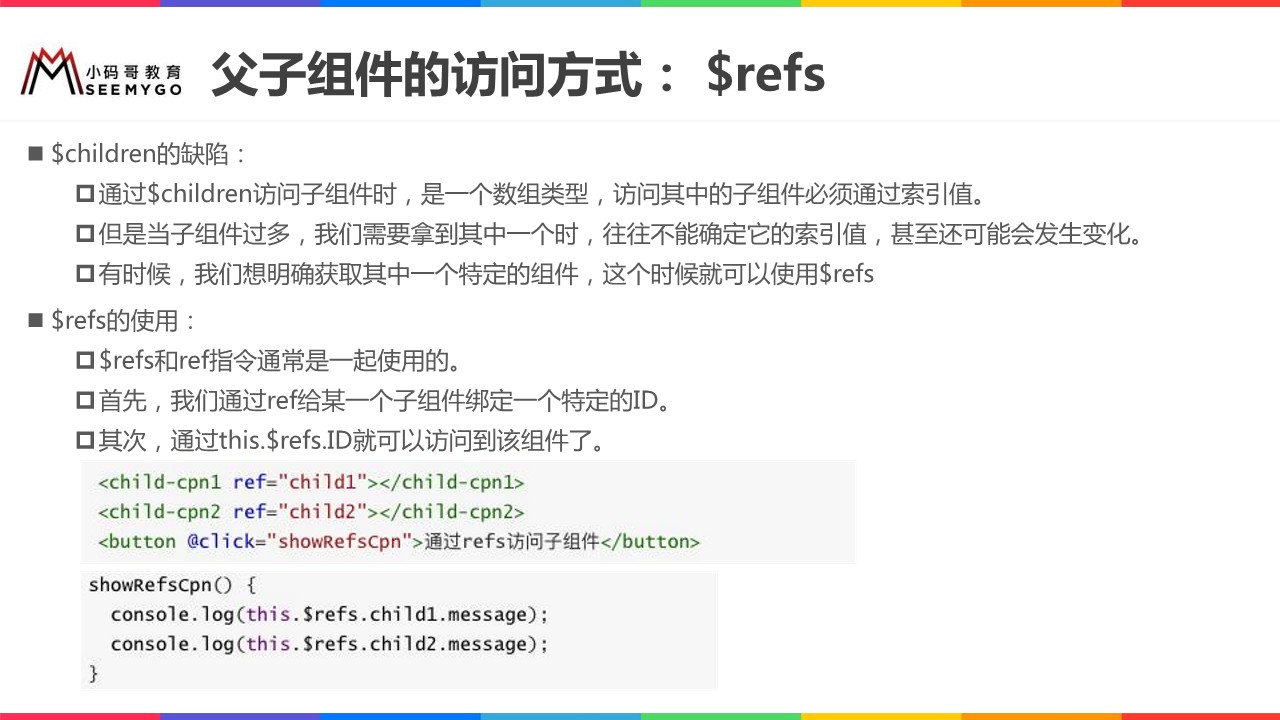 小码哥教育
SEEMYGO
父子组件的访问方式： $refs
$children的缺陷：
通过$children访问子组件时，是一个数组类型，访问其中的子组件必须通过索引值。
但是当子组件过多，我们需要拿到其中一个时，往往不能确定它的索引值，甚至还可能会发生变化。
有时候，我们想明确获取其中一个特定的组件，这个时候就可以使用$refs
$refs的使用：
$refs和ref指令通常是一起使用的。
首先，我们通过ref给某一个子组件绑定一个特定的ID。
其次，通过this.$refs.ID就可以访问到该组件了。
<child-cpn1 ref="child1"></child-cpn1>
<child-cpn2 ref="child2"></child-cpn2>
<button @click="showRefsCpn">通过refs访问子组件</button>
showRefsCpn() {
  console.log(this.$refs.child1.message);
  console.log(this.$refs.child2.message);
}